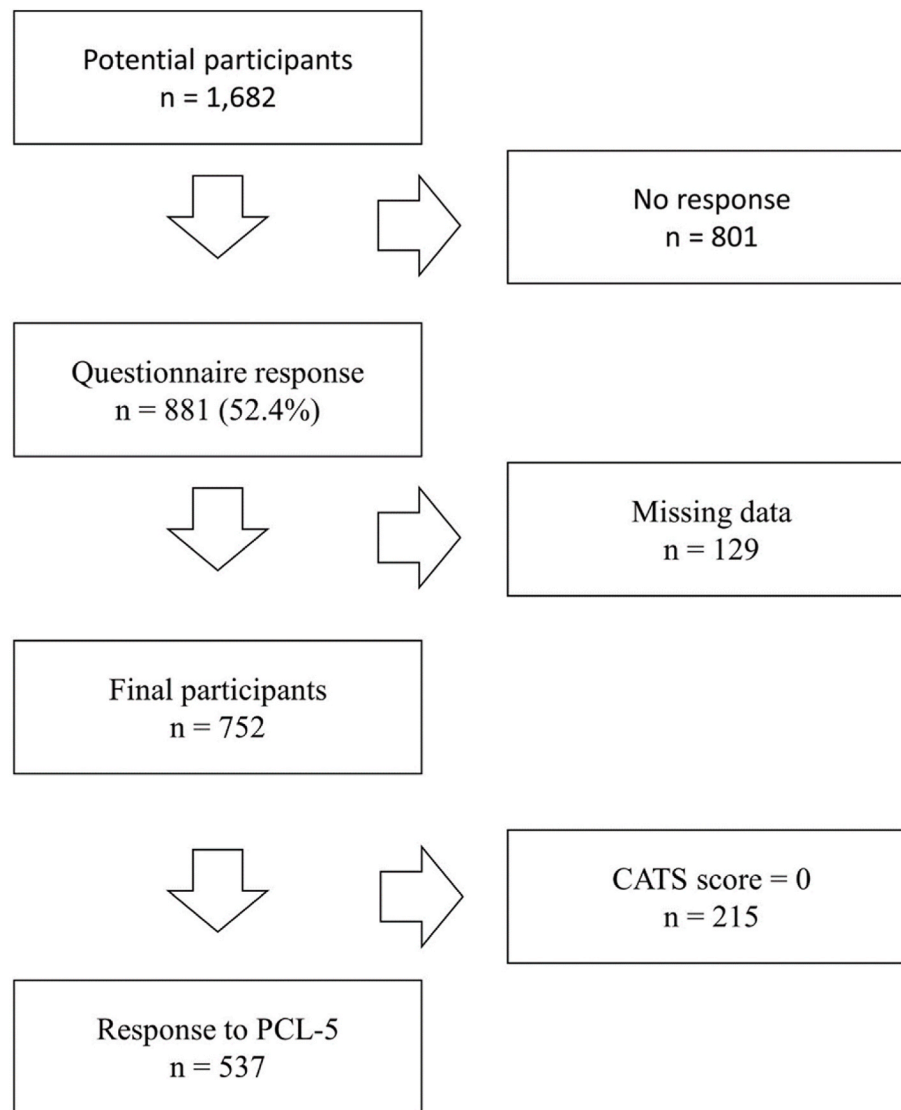 Potential participants
n = 1,682
No response
n = 801
Questionnaire response
n = 881 (52.4%)
Missing data
n = 129
Final participants
n = 752
CATS score = 0
n = 215
Response to PCL-5
n = 537